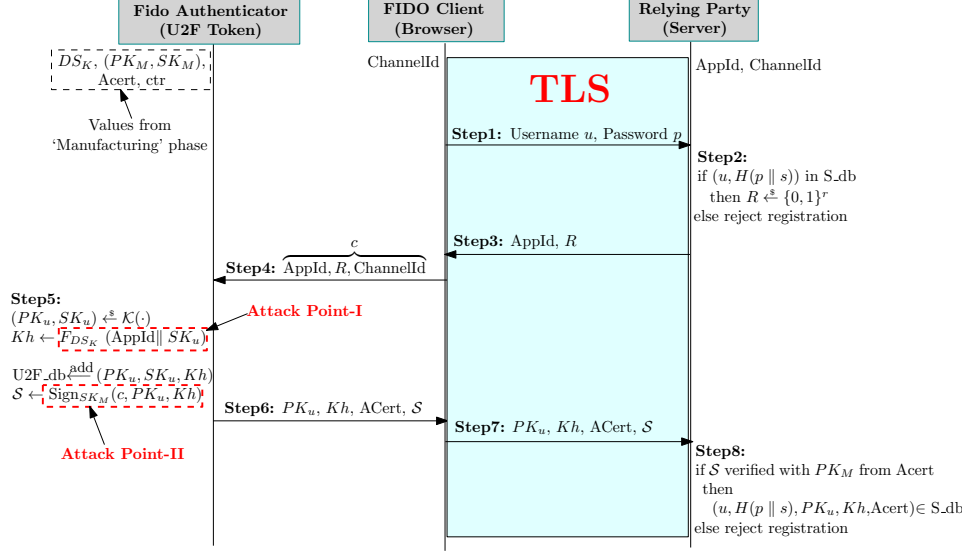 Fido Authenticator
(U2F Token)
FIDO Client
(Browser)
Relying Party
(Server)
DS_K, (PK_M, SK_M),
Acert, ctr
ChannelId
AppId, ChannelId
TLS
Values from
‘Manufacturing’ phase
Step1: Username u, Password p
Step2:
if (u, H(p ∥ s)) in S_db
then R ←$ {0, 1}^r
else reject registration
Step3: AppId, R
c
Step4: AppId, R, ChannelId
Step5:
(PK_u, SK_u) ←$ K(·)
Kh ← F_{DS_K} (AppId∥ SK_u)
Attack Point-I
U2F_db ←add (PK_u, SK_u, Kh)
S ← Sign_{SK_M}(c, PK_u, Kh)
Attack Point-II
Step6: PK_u, Kh, ACert, S
Step7: PK_u, Kh, ACert, S
Step8:
if S verified with PK_M from Acert
then
(u, H(p ∥ s), PK_u, Kh,Acert)∈ S_db
else reject registration